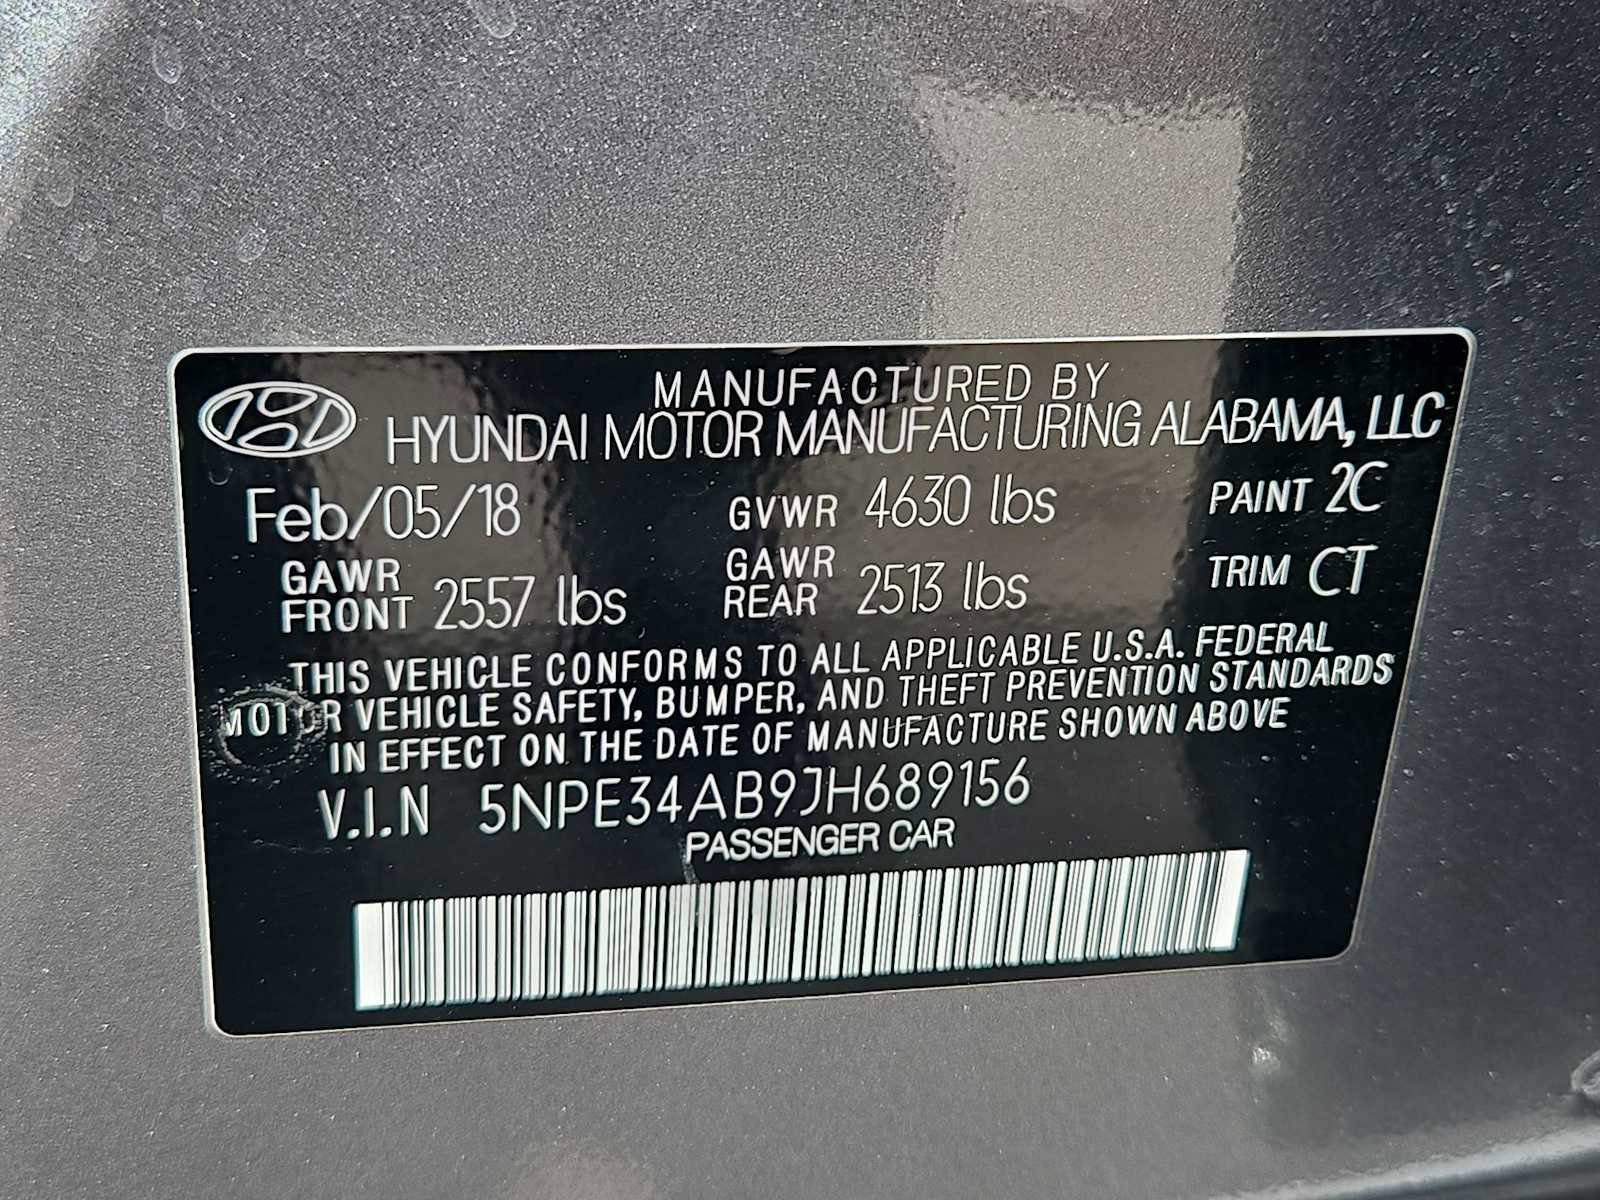 MANUFACTURED BY
HYUNDAI MOTOR MANUFACTURING ALABAMA, LLC
Feb/05/18 GVWR 4630 lbs PAINT 2C
GAWR FRONT 2557 lbs GAWR REAR 2513 lbs TRIM CT
THIS VEHICLE CONFORMS TO ALL APPLICABLE U.S.A. FEDERAL
MOTOR VEHICLE SAFETY, BUMPER, AND THEFT PREVENTION STANDARDS
IN EFFECT ON THE DATE OF MANUFACTURE SHOWN ABOVE
V.I.N 5NPE34AB9JH689156
PASSENGER CAR